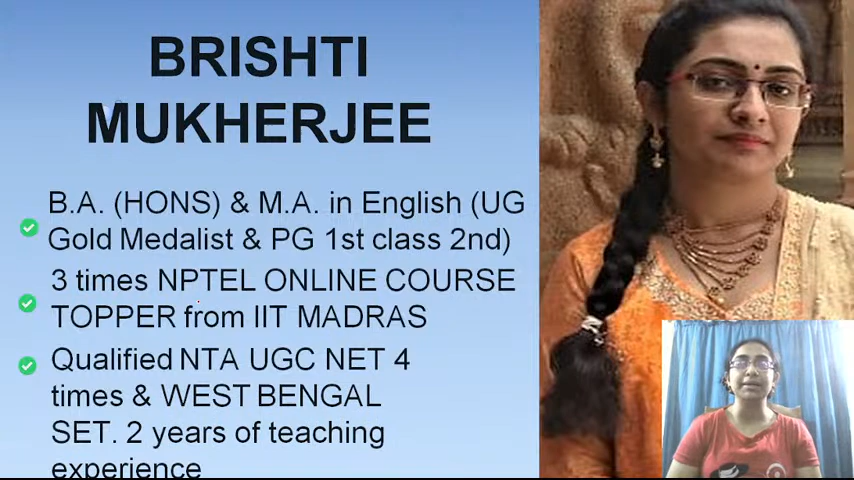 BRISHTI
MUKHERJEE
B.A. (HONS) & M.A. in English (UG
Gold Medalist & PG 1st class 2nd)
3 times NPTEL ONLINE COURSE
TOPPER from IIT MADRAS
Qualified NTA UGC NET 4
times & WEST BENGAL
SET. 2 years of teaching
experience